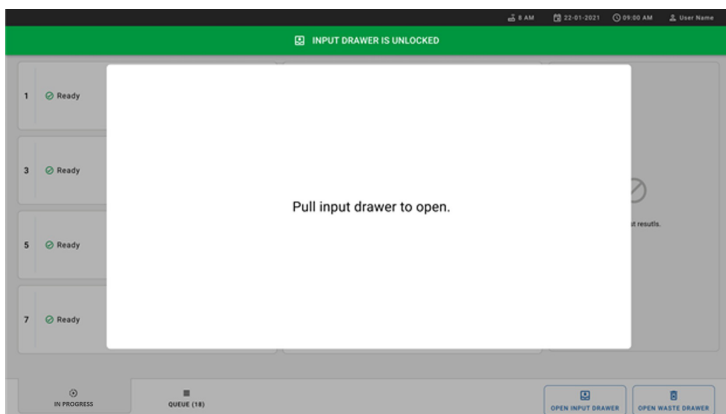 8 AM 22-01-2021 09:00 AM User Name
INPUT DRAWER IS UNLOCKED
1 Ready
3 Ready
Pull input drawer to open.
st resutls.
5 Ready
7 Ready
IN PROGRESS
QUEUE (18)
OPEN INPUT DRAWER
OPEN WASTE DRAWER